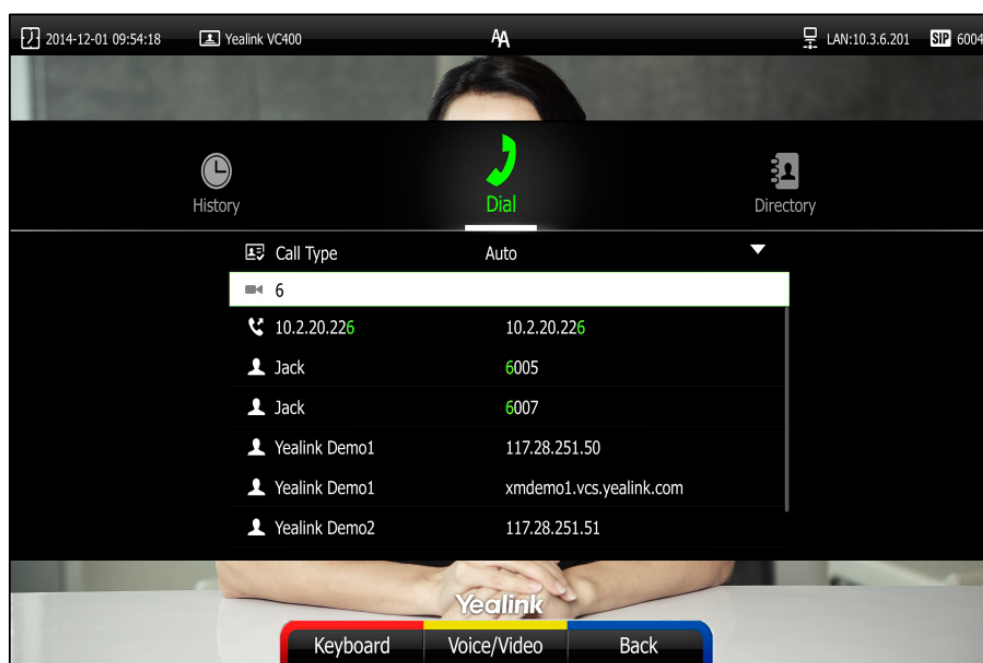 2014-12-01 09:54:18 Yealink VC400 AA LAN:10.3.6.201 SIP 6004
History Dial Directory
Call Type Auto
6
10.2.20.226 10.2.20.226
Jack 6005
Jack 6007
Yealink Demo1 117.28.251.50
Yealink Demo1 xmdemo1.vcs.yealink.com
Yealink Demo2 117.28.251.51
Yealink
Keyboard Voice/Video Back